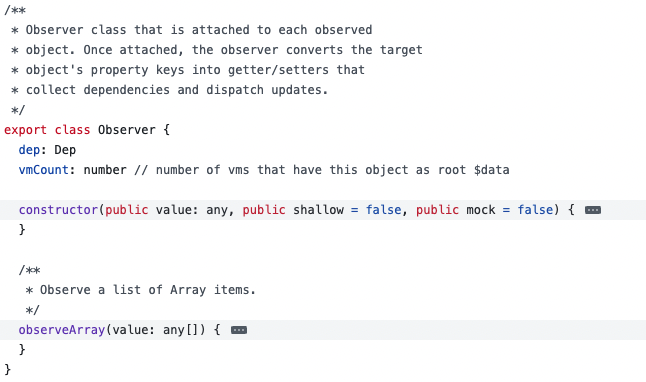 /**
 * Observer class that is attached to each observed
 * object. Once attached, the observer converts the target
 * object's property keys into getter/setters that
 * collect dependencies and dispatch updates.
 */
export class Observer {
  dep: Dep
  vmCount: number // number of vms that have this object as root $data

  constructor(public value: any, public shallow = false, public mock = false) { ...
  }

  /**
   * Observe a list of Array items.
   */
  observeArray(value: any[]) { ...
  }
}